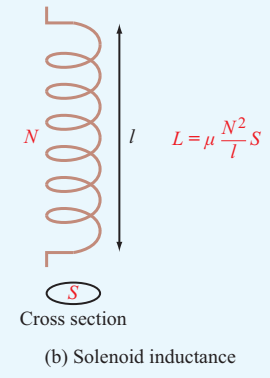 N
l
L = μ N²/l S
S
Cross section
(b) Solenoid inductance